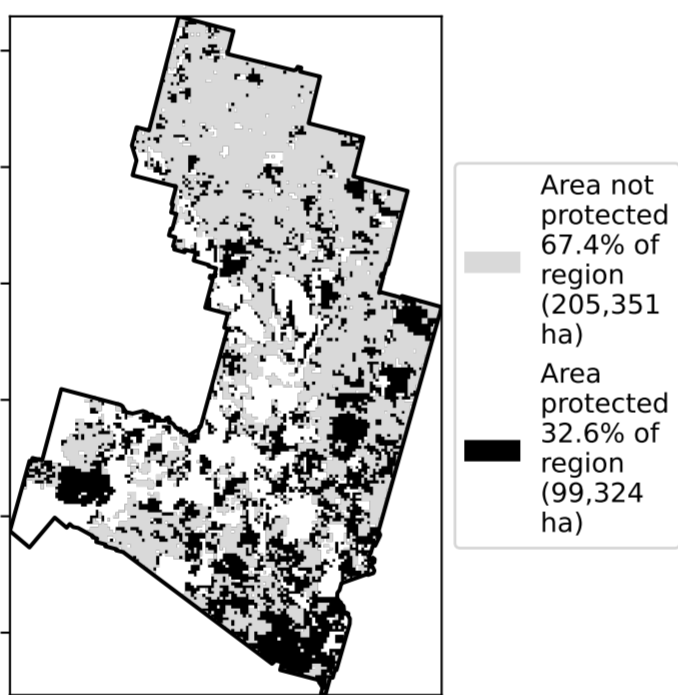 Area not
protected
67.4% of
region
(205,351
ha)
Area
protected
32.6% of
region
(99,324
ha)